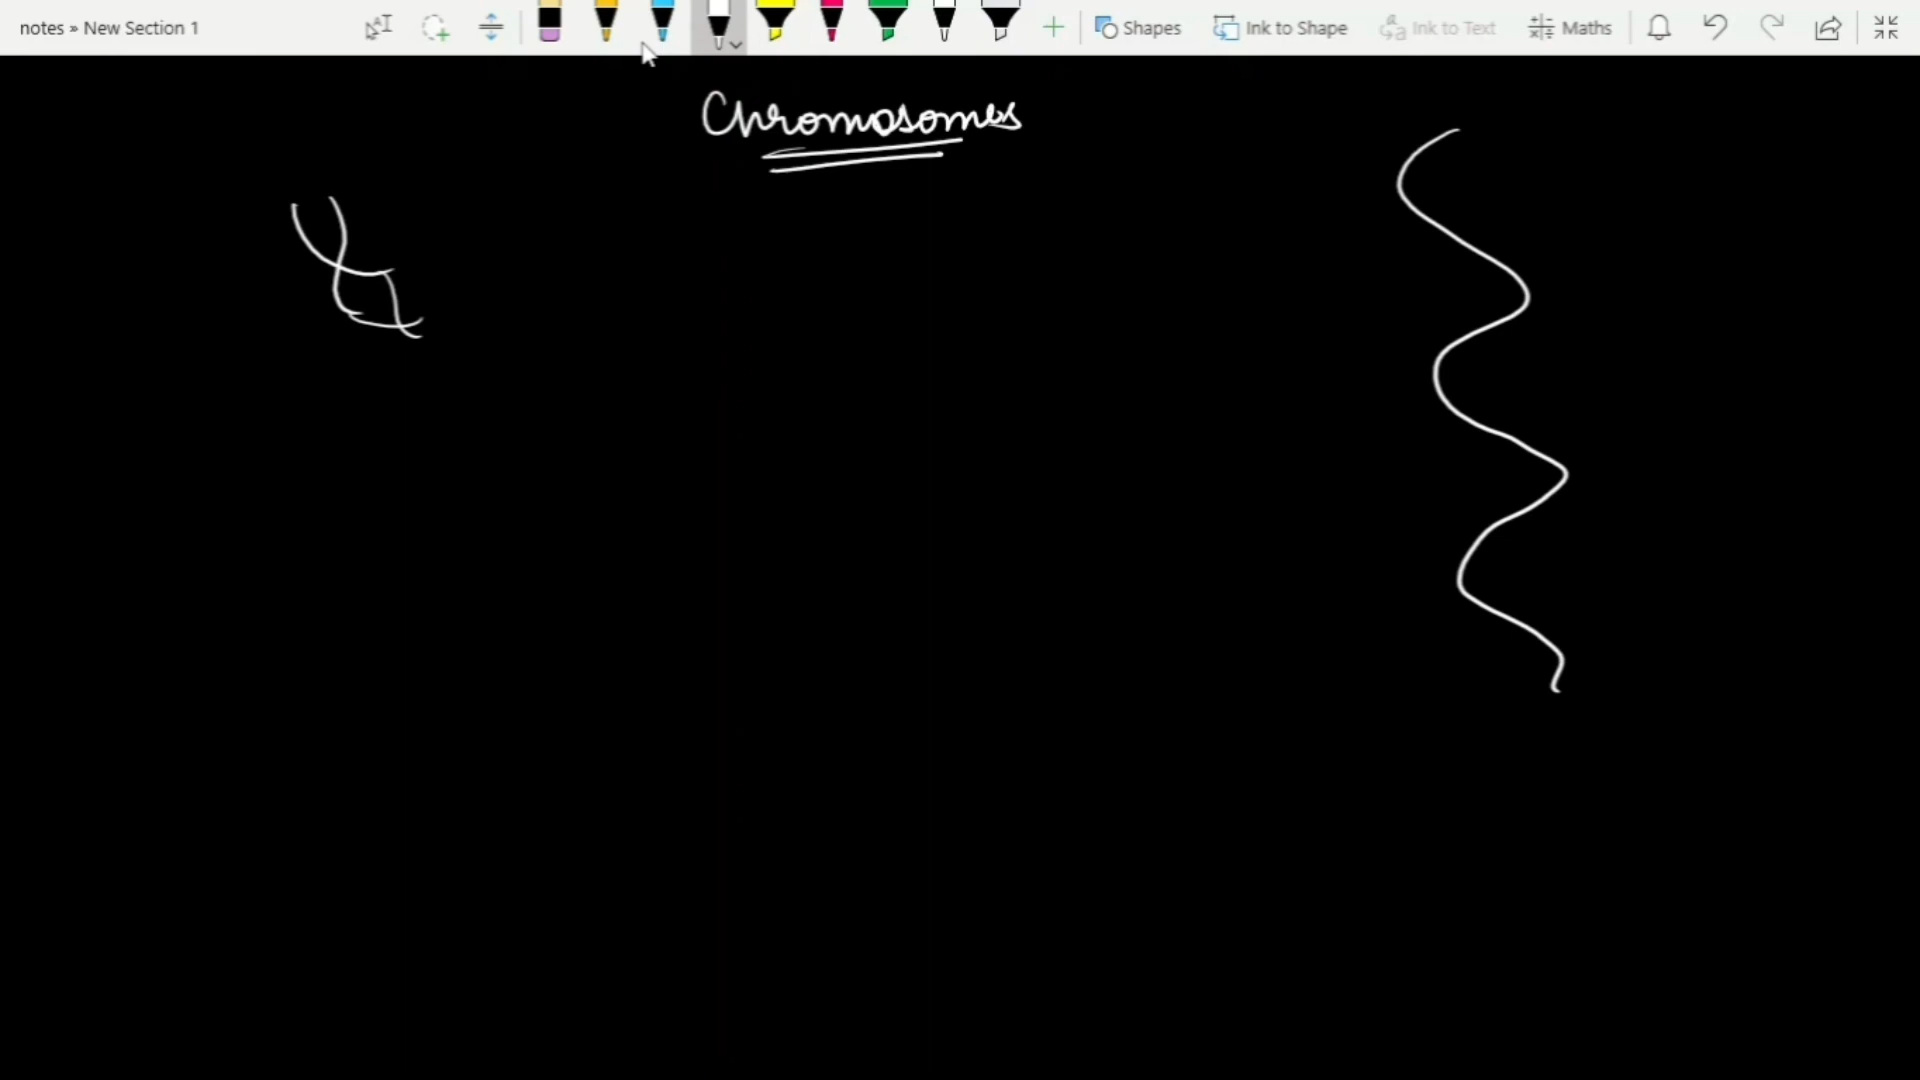 notes » New Section 1
Shapes
Ink to Shape
Ink to Text
Maths
Chromosomes